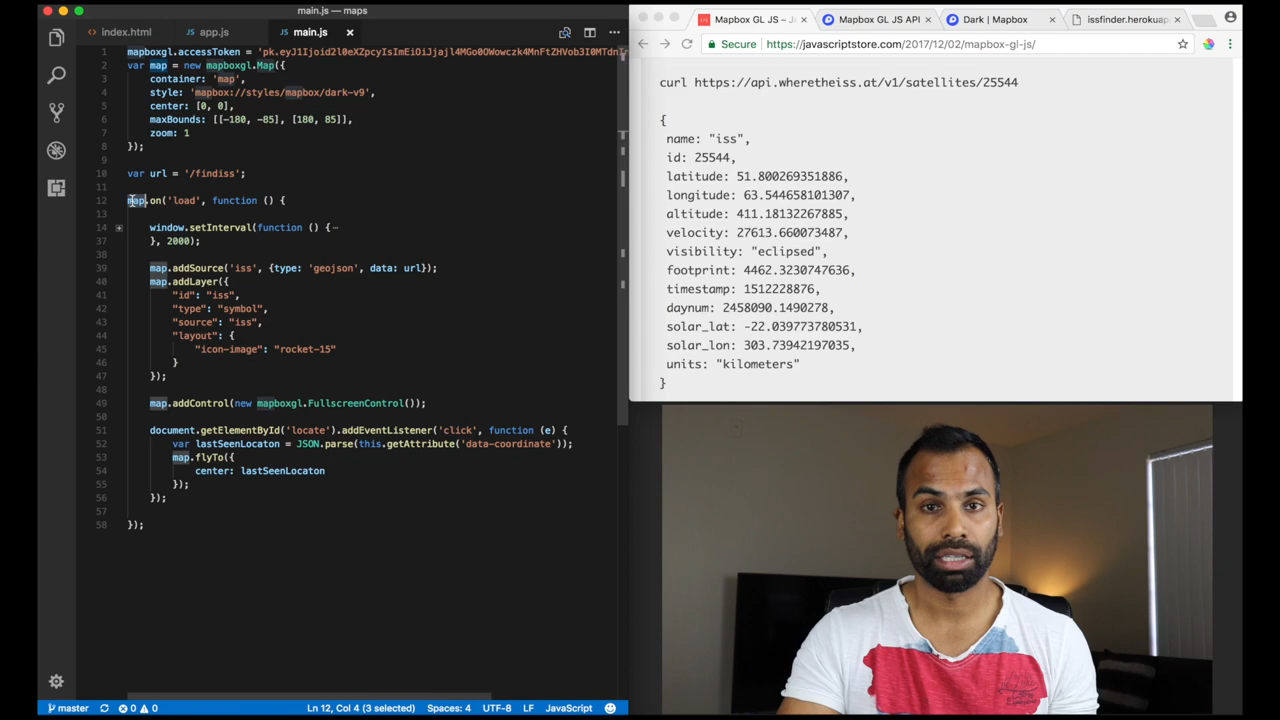 main.js — maps
index.html
app.js
main.js
1 mapboxgl.accessToken =
2 var map = new mapboxgl.Map({
3 container: 'map',
4 style: 'mapbox://styles/mapbox/dark-v9',
5 center: [0, 0],
6 maxBounds: [[-180, -85], [180, 85]],
7 zoom: 1
8 });
9
10 var url = '/findiss';
11
12 map.on('load', function () {
13
14 window.setInterval(function () {
37 }, 2000);
38
39 map.addSource('iss', {type: 'geojson', data: url});
40 map.addLayer({
41 "id": "iss",
42 "type": "symbol",
43 "source": "iss",
44 "layout": {
45 "icon-image": "rocket-15"
46 }
47 });
48
49 map.addControl(new mapboxgl.FullscreenControl());
50
51 document.getElementById('locate').addEventListener('click', function (e) {
52 var lastSeenLocaton = JSON.parse(this.getAttribute('data-coordinate'));
53 map.flyTo({
54 center: lastSeenLocaton
55 });
56 });
57
58 });
master
0 0
Ln 12, Col 4 (3 selected)
Spaces: 4
UTF-8
LF
JavaScript
Mapbox GL JS – Ja
Mapbox GL JS API
Dark | Mapbox
issfinder.herokuap
Secure
https://javascriptstore.com/2017/12/02/mapbox-gl-js/
curl https://api.wheretheiss.at/v1/satellites/25544
{
name: "iss",
id: 25544,
latitude: 51.800269351886,
longitude: 63.544658101307,
altitude: 411.18132267885,
velocity: 27613.660073487,
visibility: "eclipsed",
footprint: 4462.3230747636,
timestamp: 1512228876,
daynum: 2458090.1490278,
solar_lat: -22.039773780531,
solar_lon: 303.73942197035,
units: "kilometers"
}